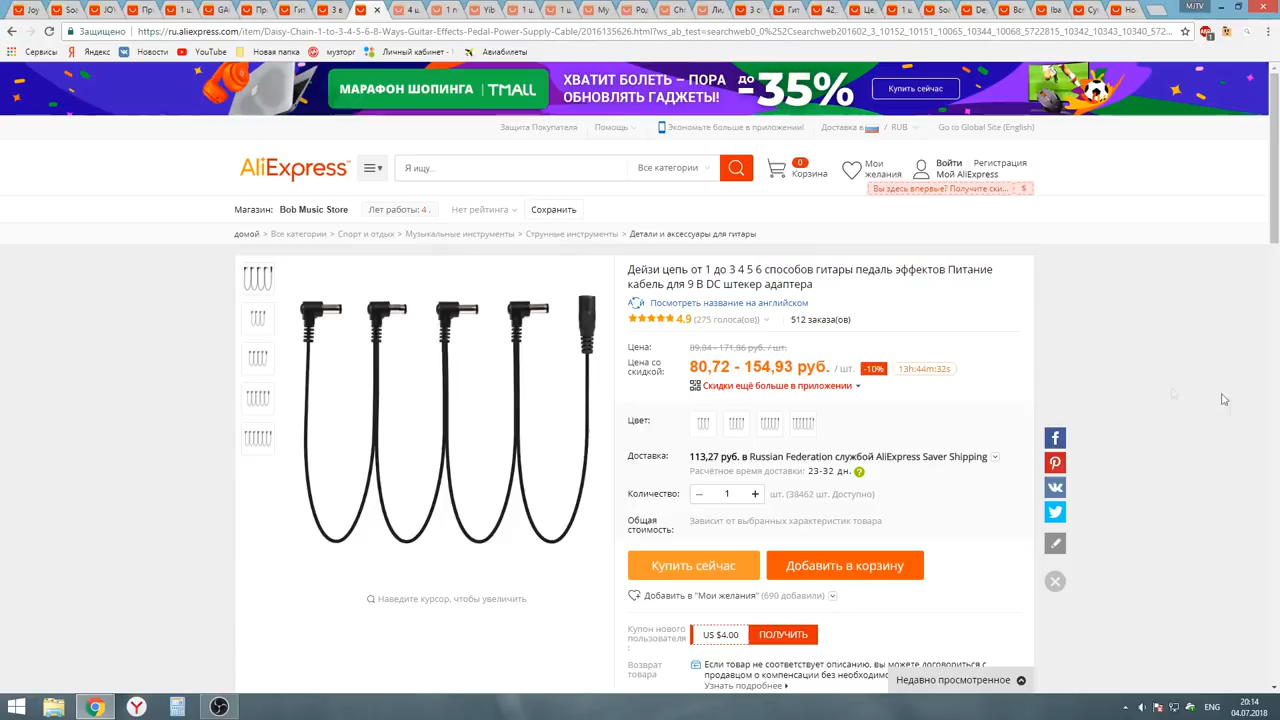 Защищено
https://ru.aliexpress.com/item/Daisy-Chain-1-to-3-4-5-6-8-Ways-Guitar-Effects-Pedal-Power-Supply-Cable/2016135626.html?ws_ab_test=searchweb0_0%252Csearchweb201602_3_10152_10151_10065_10344_10068_5722815_10342_10343_10340_572...
Сервисы
Яндекс
Новости
YouTube
Новая папка
музторг
Личный кабинет -
Авиабилеты
МАРАФОН ШОПИНГА | TMALL
ХВАТИТ БОЛЕТЬ – ПОРА
ОБНОВЛЯТЬ ГАДЖЕТЫ!
до -35%
Купить сейчас
Защита Покупателя
Помощь
Экономьте больше в приложении!
Доставка в / RUB
Go to Global Site (English)
AliExpress™
Я ищу...
Все категории
0
Корзина
Мои
желания
Войти Регистрация
Мой AliExpress
Вы здесь впервые? Получите ски... $
Магазин: Bob Music Store
Лет работы: 4 .
Нет рейтинга
Сохранить
домой > Все категории > Спорт и отдых > Музыкальные инструменты > Струнные инструменты > Детали и аксессуары для гитары
Дейзи цепь от 1 до 3 4 5 6 способов гитары педаль эффектов Питание
кабель для 9 В DC штекер адаптера
Посмотреть название на английском
4.9 (275 голоса(ов))
512 заказа(ов)
Цена: 89,84 - 171,86 руб. / шт.
Цена со
скидкой:
80,72 - 154,93 руб. / шт. -10% 13h:44m:32s
Скидки ещё больше в приложении
Цвет:
Доставка: 113,27 руб. в Russian Federation службой AliExpress Saver Shipping
Расчётное время доставки: 23-32 дн. ?
Количество: – 1 + шт. (38462 шт. Доступно)
Общая
стоимость:
Зависит от выбранных характеристик товара
Купить сейчас
Добавить в корзину
Наведите курсор, чтобы увеличить
Добавить в "Мои желания" (690 добавили)
Купон нового
пользователя
:
US $4.00 ПОЛУЧИТЬ
Возврат
товара
Если товар не соответствует описанию, вы можете договориться с
продавцом о компенсации без необходимо
Узнать подробнее
Недавно просмотренное
ENG
20:14
04.07.2018